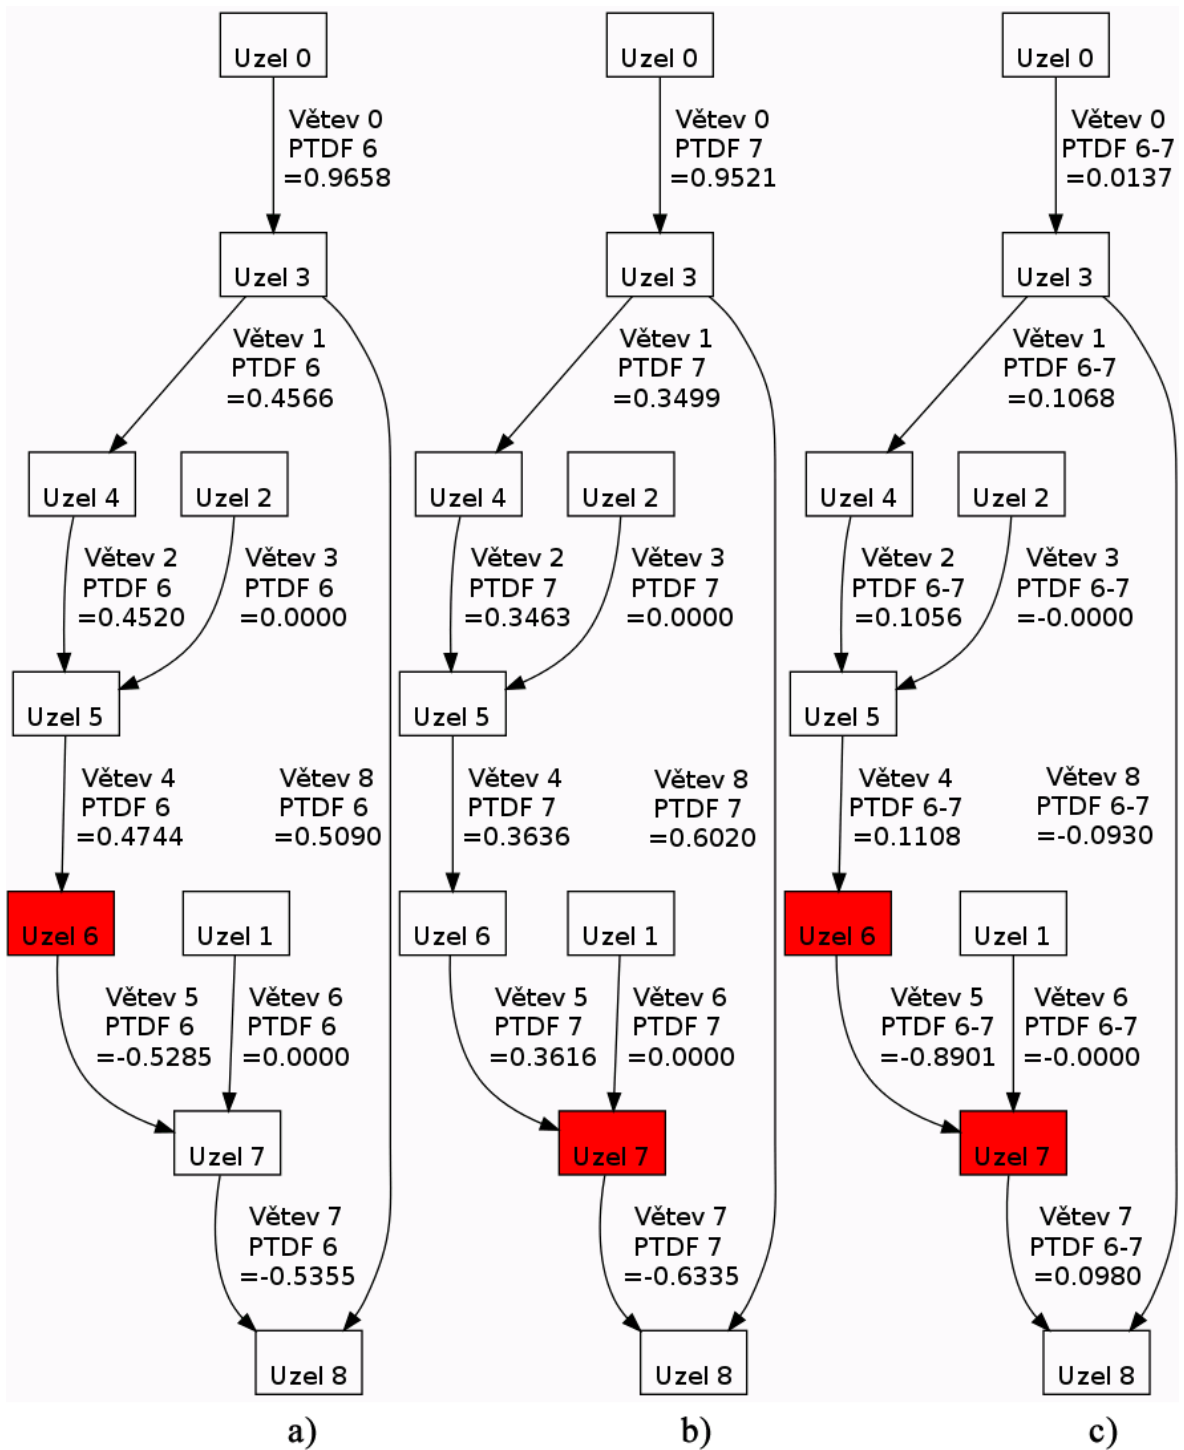 Uzel 0
Větev 0
PTDF 6
=0.9658
Uzel 3
Větev 1
PTDF 6
=0.4566
Uzel 4
Uzel 2
Větev 2
PTDF 6
=0.4520
Větev 3
PTDF 6
=0.0000
Uzel 5
Větev 4
PTDF 6
=0.4744
Větev 8
PTDF 6
=0.5090
Uzel 6
Uzel 1
Větev 5
PTDF 6
=-0.5285
Větev 6
PTDF 6
=0.0000
Uzel 7
Větev 7
PTDF 6
=-0.5355
Uzel 8
a)
Uzel 0
Větev 0
PTDF 7
=0.9521
Uzel 3
Větev 1
PTDF 7
=0.3499
Uzel 4
Uzel 2
Větev 2
PTDF 7
=0.3463
Větev 3
PTDF 7
=0.0000
Uzel 5
Větev 4
PTDF 7
=0.3636
Větev 8
PTDF 7
=0.6020
Uzel 6
Uzel 1
Větev 5
PTDF 7
=0.3616
Větev 6
PTDF 7
=0.0000
Uzel 7
Větev 7
PTDF 7
=-0.6335
Uzel 8
b)
Uzel 0
Větev 0
PTDF 6-7
=0.0137
Uzel 3
Větev 1
PTDF 6-7
=0.1068
Uzel 4
Uzel 2
Větev 2
PTDF 6-7
=0.1056
Větev 3
PTDF 6-7
=-0.0000
Uzel 5
Větev 4
PTDF 6-7
=0.1108
Větev 8
PTDF 6-7
=-0.0930
Uzel 6
Uzel 1
Větev 5
PTDF 6-7
=-0.8901
Větev 6
PTDF 6-7
=-0.0000
Uzel 7
Větev 7
PTDF 6-7
=0.0980
Uzel 8
c)